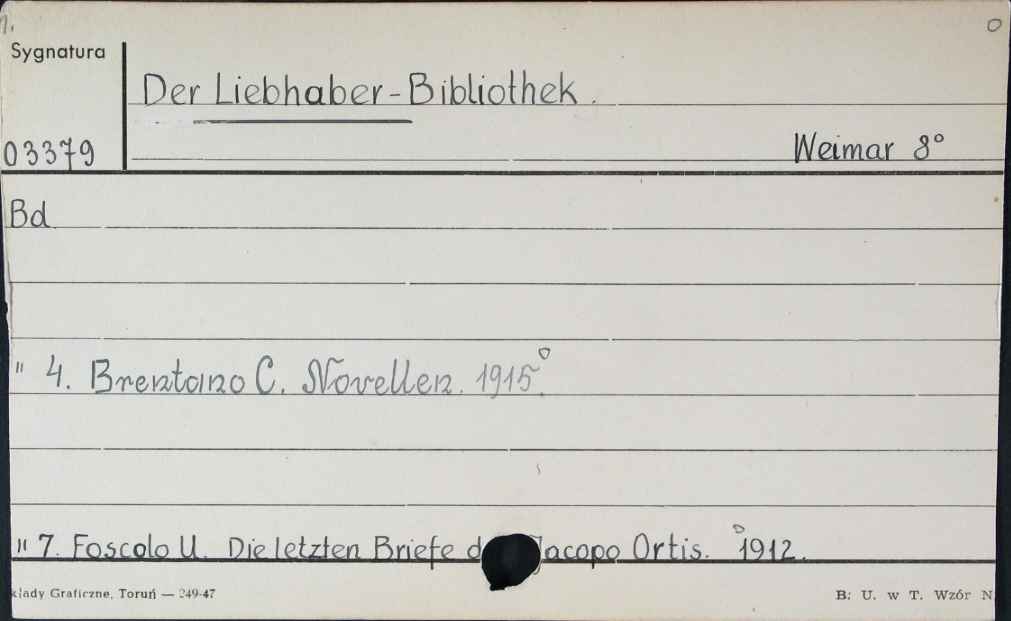 Sygnatura
Der Liebhaber-Bibliothek.
03379
Weimar 8°
Bd
" 4. Brentano C. Novellen. 1915.
" 7. Foscolo U. Die letzten Briefe Jacopo Ortis. 1912.
kłady Graficzne, Toruń — 249-47
B: U. w T. Wzór N